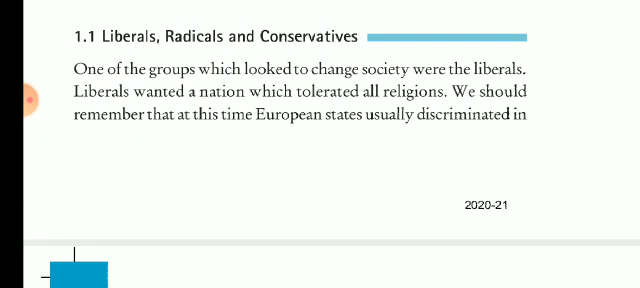 1.1 Liberals, Radicals and Conservatives
One of the groups which looked to change society were the liberals.
Liberals wanted a nation which tolerated all religions. We should
remember that at this time European states usually discriminated in
2020-21